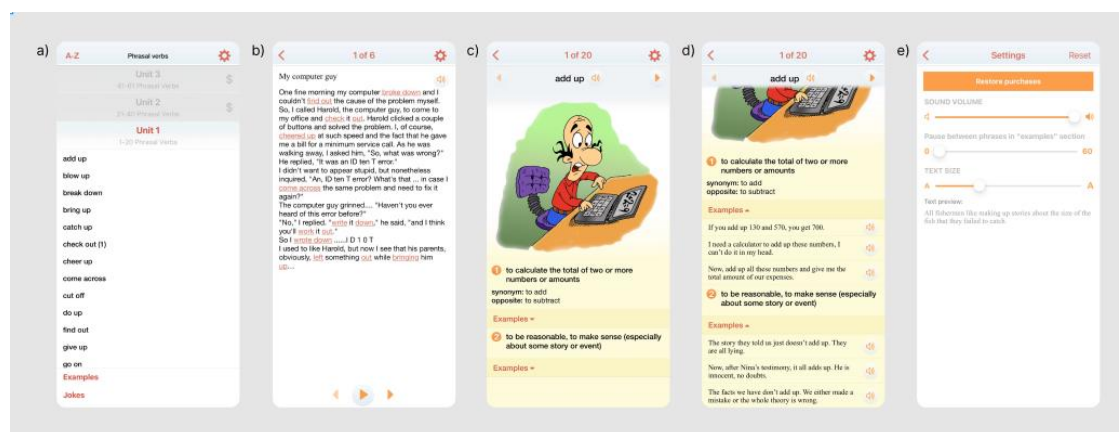 a)
A-Z Phrasal verbs
Unit 3
$
Unit 2
$
21-40 Phrasal Verbs
Unit 1
1-20 Phrasal Verbs
add up
blow up
break down
bring up
catch up
check out (1)
cheer up
come across
cut off
do up
find out
give up
go on
Examples
Jokes
b)
1 of 6
My computer guy
One fine morning my computer broke down and I
couldn't find out the cause of the problem myself.
So, I called Harold, the computer guy, to come to
my office and check it out. Harold clicked a couple
of buttons and solved the problem. I, of course,
cheered up at such speed and the fact that he gave
me a bill for a minimum service call. As he was
walking away, I asked him, "So, what was wrong?"
He replied, "It was an ID ten T error."
I didn't want to appear stupid, but nonetheless
inquired, "An, ID ten T error? What's that ... in case I
come across the same problem and need to fix it
again?"
The computer guy grinned.... "Haven't you ever
heard of this error before?"
"No," I replied. "write it down," he said, "and I think
you'll work it out."
So I wrote down ......I D 1 0 T
I used to like Harold, but now I see that his parents,
obviously, left something out while bringing him
up...
c)
1 of 20
add up
1 to calculate the total of two or more
numbers or amounts
synonym: to add
opposite: to subtract
Examples
2 to be reasonable, to make sense (especially
about some story or event)
Examples
d)
1 of 20
add up
1 to calculate the total of two or more
numbers or amounts
synonym: to add
opposite: to subtract
Examples
If you add up 130 and 570, you get 700.
I need a calculator to add up these numbers, I
can't do it in my head.
Now, add up all these numbers and give me the
total amount of our expenses.
2 to be reasonable, to make sense (especially
about some story or event)
Examples
The story they told us just doesn't add up. They
are all lying.
Now, after Nina's testimony, it all adds up. He is
innocent, no doubts.
The facts we have don't add up. We either made a
mistake or the whole theory is wrong.
e)
Settings Reset
Restore purchases
SOUND VOLUME
Pause between phrases in "examples" section
0 60
TEXT SIZE
A A
Text preview:
All fishermen like making up stories about the size of the
fish that they failed to catch.